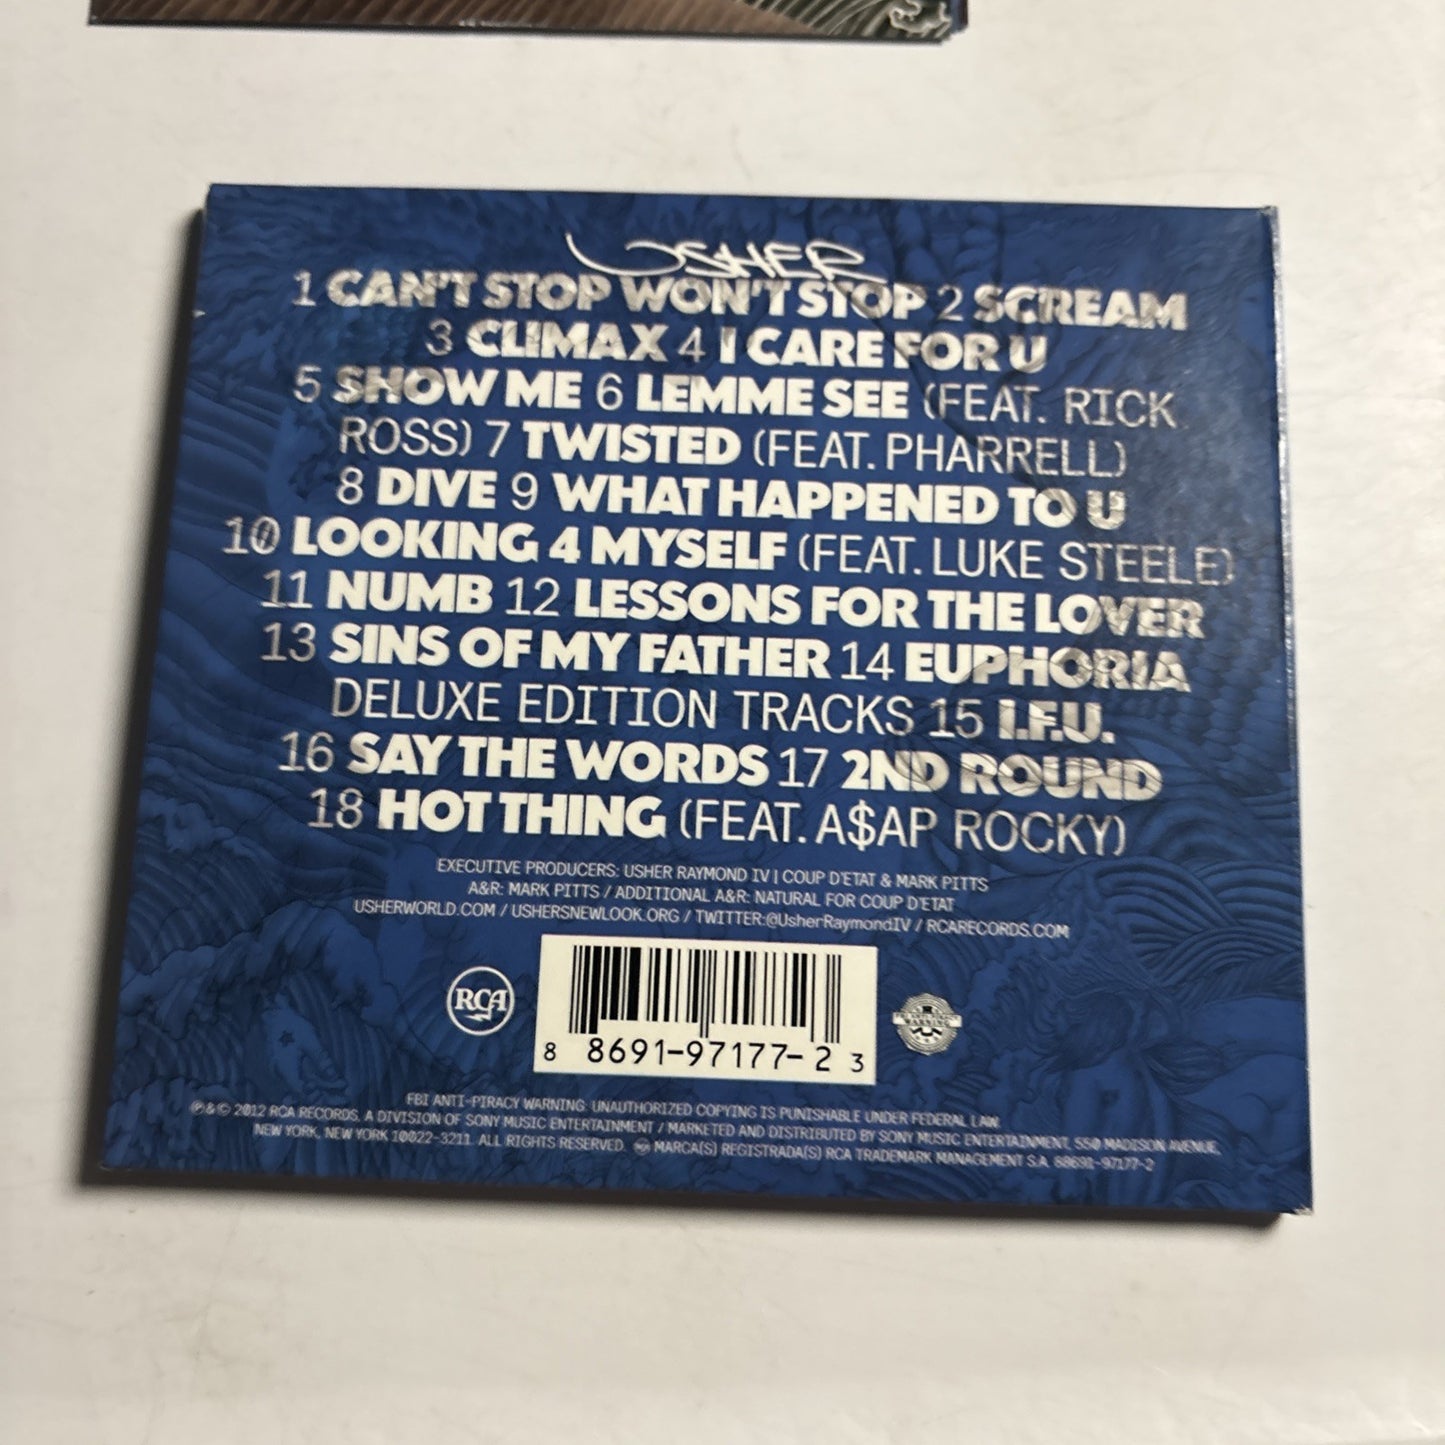 USHER
1 CAN'T STOP WON'T STOP 2 SCREAM
3 CLIMAX 4 I CARE FOR U
5 SHOW ME 6 LEMME SEE (FEAT. RICK
ROSS) 7 TWISTED (FEAT. PHARRELL)
8 DIVE 9 WHAT HAPPENED TO U
10 LOOKING 4 MYSELF (FEAT. LUKE STEELE)
11 NUMB 12 LESSONS FOR THE LOVER
13 SINS OF MY FATHER 14 EUPHORIA
DELUXE EDITION TRACKS 15 I.F.U.
16 SAY THE WORDS 17 2ND ROUND
18 HOT THING (FEAT. A$AP ROCKY)
EXECUTIVE PRODUCERS: USHER RAYMOND IV | COUP D'ETAT & MARK PITTS
A&R: MARK PITTS / ADDITIONAL A&R: NATURAL FOR COUP D'ETAT
USHERWORLD.COM / USHERSNEWLOOK.ORG / TWITTER:@UsherRaymondIV / RCARECORDS.COM
RCA
WARNING
8 8691-97177-2 3
FBI ANTI-PIRACY WARNING: UNAUTHORIZED COPYING IS PUNISHABLE UNDER FEDERAL LAW.
℗&© 2012 RCA RECORDS, A DIVISION OF SONY MUSIC ENTERTAINMENT / MARKETED AND DISTRIBUTED BY SONY MUSIC ENTERTAINMENT, 550 MADISON AVENUE,
NEW YORK, NEW YORK 10022-3211. ALL RIGHTS RESERVED. RCA MARCA(S) REGISTRADA(S) RCA TRADEMARK MANAGEMENT S.A. 88691-97177-2